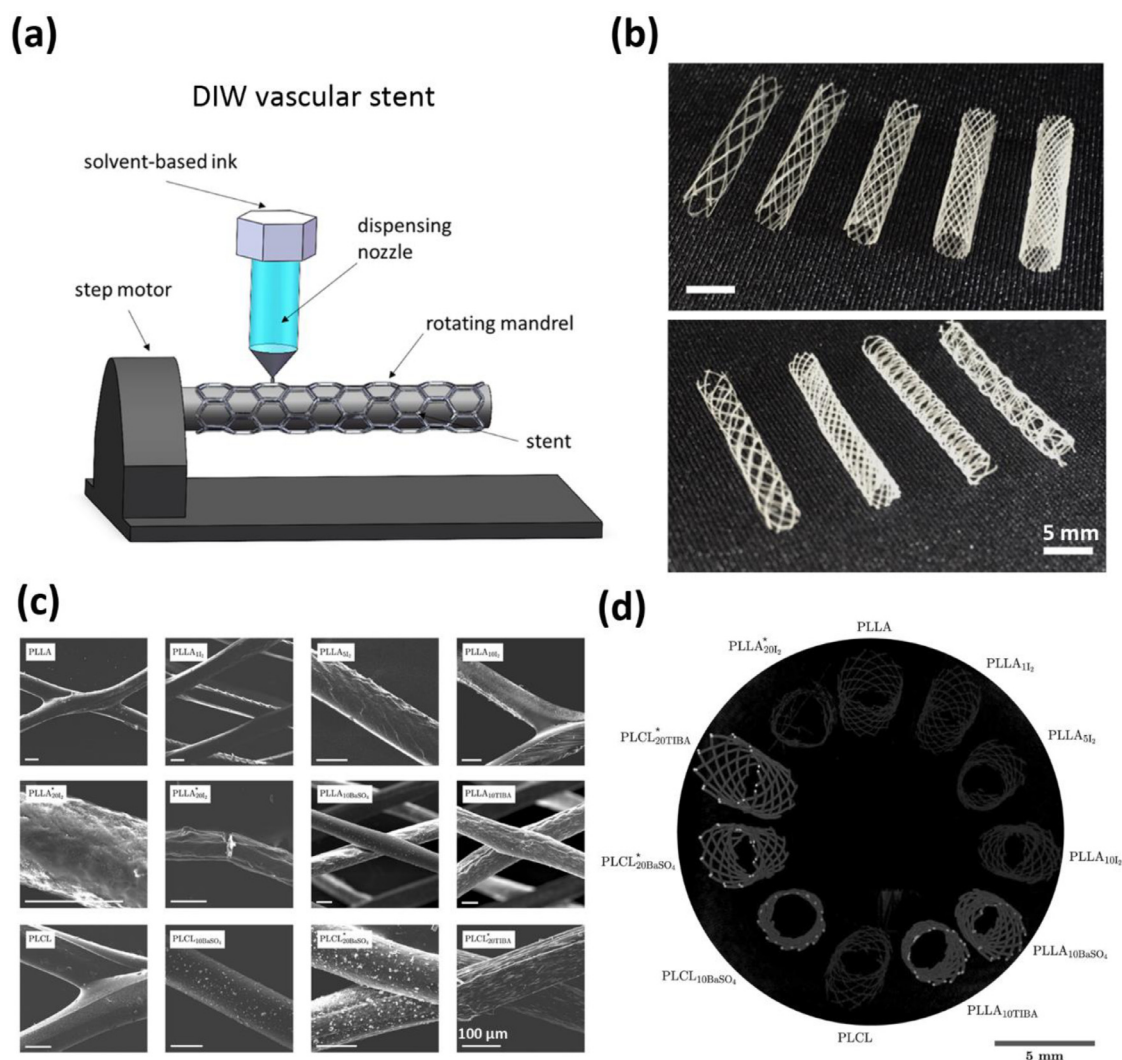 (a)
DIW vascular stent
solvent-based ink
dispensing
nozzle
step motor
rotating mandrel
stent
(b)
5 mm
(c)
PLLA
PLLA₁I₂
PLLA₅I₂
PLLA₁₀I₂
PLLA*₂₀I₂
PLLA*₂₀I₂
PLLA₁₀BaSO₄
PLLA₁₀TIBA
PLCL
PLCL₁₀BaSO₄
PLCL*₂₀BaSO₄
PLCL*₂₀TIBA
100 μm
(d)
PLLA
PLLA₁I₂
PLLA₅I₂
PLLA₁₀I₂
PLLA₁₀BaSO₄
PLLA₁₀TIBA
PLCL
PLCL₁₀BaSO₄
PLCL*₂₀BaSO₄
PLCL*₂₀TIBA
PLLA*₂₀I₂
5 mm